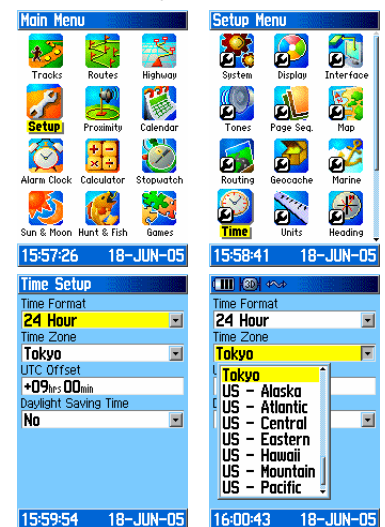 Main Menu
Tracks Routes Highway
Setup Proximity Calendar
Alarm Clock Calculator Stopwatch
Sun & Moon Hunt & Fish Games
15:57:26 18-JUN-05
Setup Menu
System Display Interface
Tones Page Seq. Map
Routing Geocache Marine
Time Units Heading
15:58:41 18-JUN-05
Time Setup
Time Format
24 Hour
Time Zone
Tokyo
UTC Offset
+09hrs 00min
Daylight Saving Time
No
15:59:54 18-JUN-05
3D
Time Format
24 Hour
Time Zone
Tokyo
Tokyo
US - Alaska
US - Atlantic
US - Central
US - Eastern
US - Hawaii
US - Mountain
US - Pacific
16:00:43 18-JUN-05